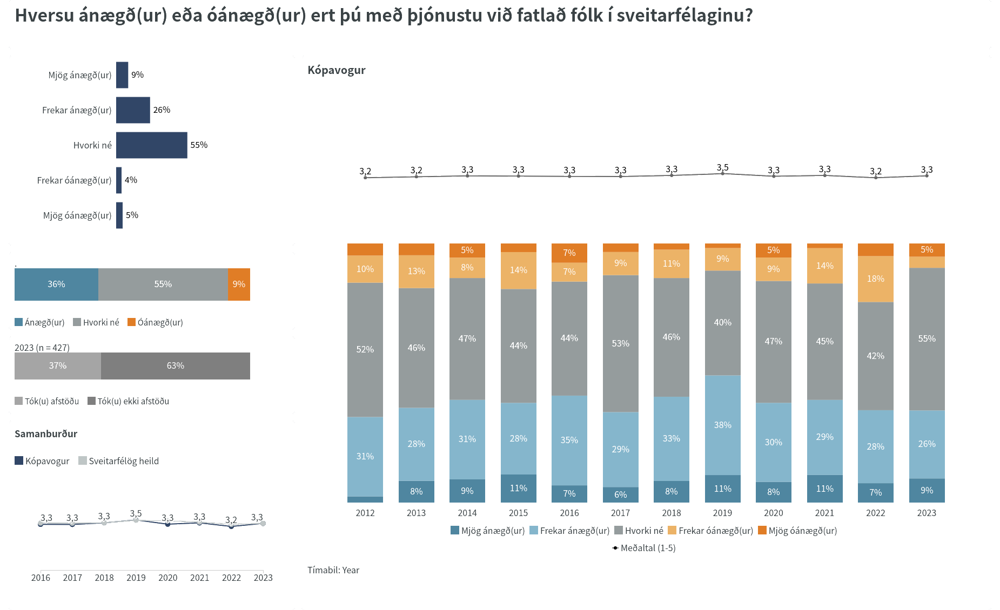 Hversu ánægð(ur) eða óánægð(ur) ert þú með þjónustu við fatlað fólk í sveitarfélaginu?
Mjög ánægð(ur) 9%
Frekar ánægð(ur) 26%
Hvorki né 55%
Frekar óánægð(ur) 4%
Mjög óánægð(ur) 5%
.
36% 55% 9%
Ánægð(ur) Hvorki né Óánægð(ur)
2023 (n = 427)
37% 63%
Tók(u) afstöðu Tók(u) ekki afstöðu
Samanburður
Kópavogur Sveitarfélög heild
3,3 3,3 3,3 3,5 3,3 3,3 3,2 3,3
2016 2017 2018 2019 2020 2021 2022 2023
Kópavogur
3,2 3,2 3,3 3,3 3,3 3,3 3,3 3,5 3,3 3,3 3,2 3,3
5% 7% 5% 5%
10% 13% 8% 14% 7% 9% 11% 9% 9% 14% 18%
52% 46% 47% 44% 44% 53% 46% 40% 47% 45% 42% 55%
31% 28% 31% 28% 35% 29% 33% 38% 30% 29% 28% 26%
8% 9% 11% 7% 6% 8% 11% 8% 11% 7% 9%
2012 2013 2014 2015 2016 2017 2018 2019 2020 2021 2022 2023
Mjög ánægð(ur) Frekar ánægð(ur) Hvorki né Frekar óánægð(ur) Mjög óánægð(ur)
Meðaltal (1-5)
Tímabil: Year